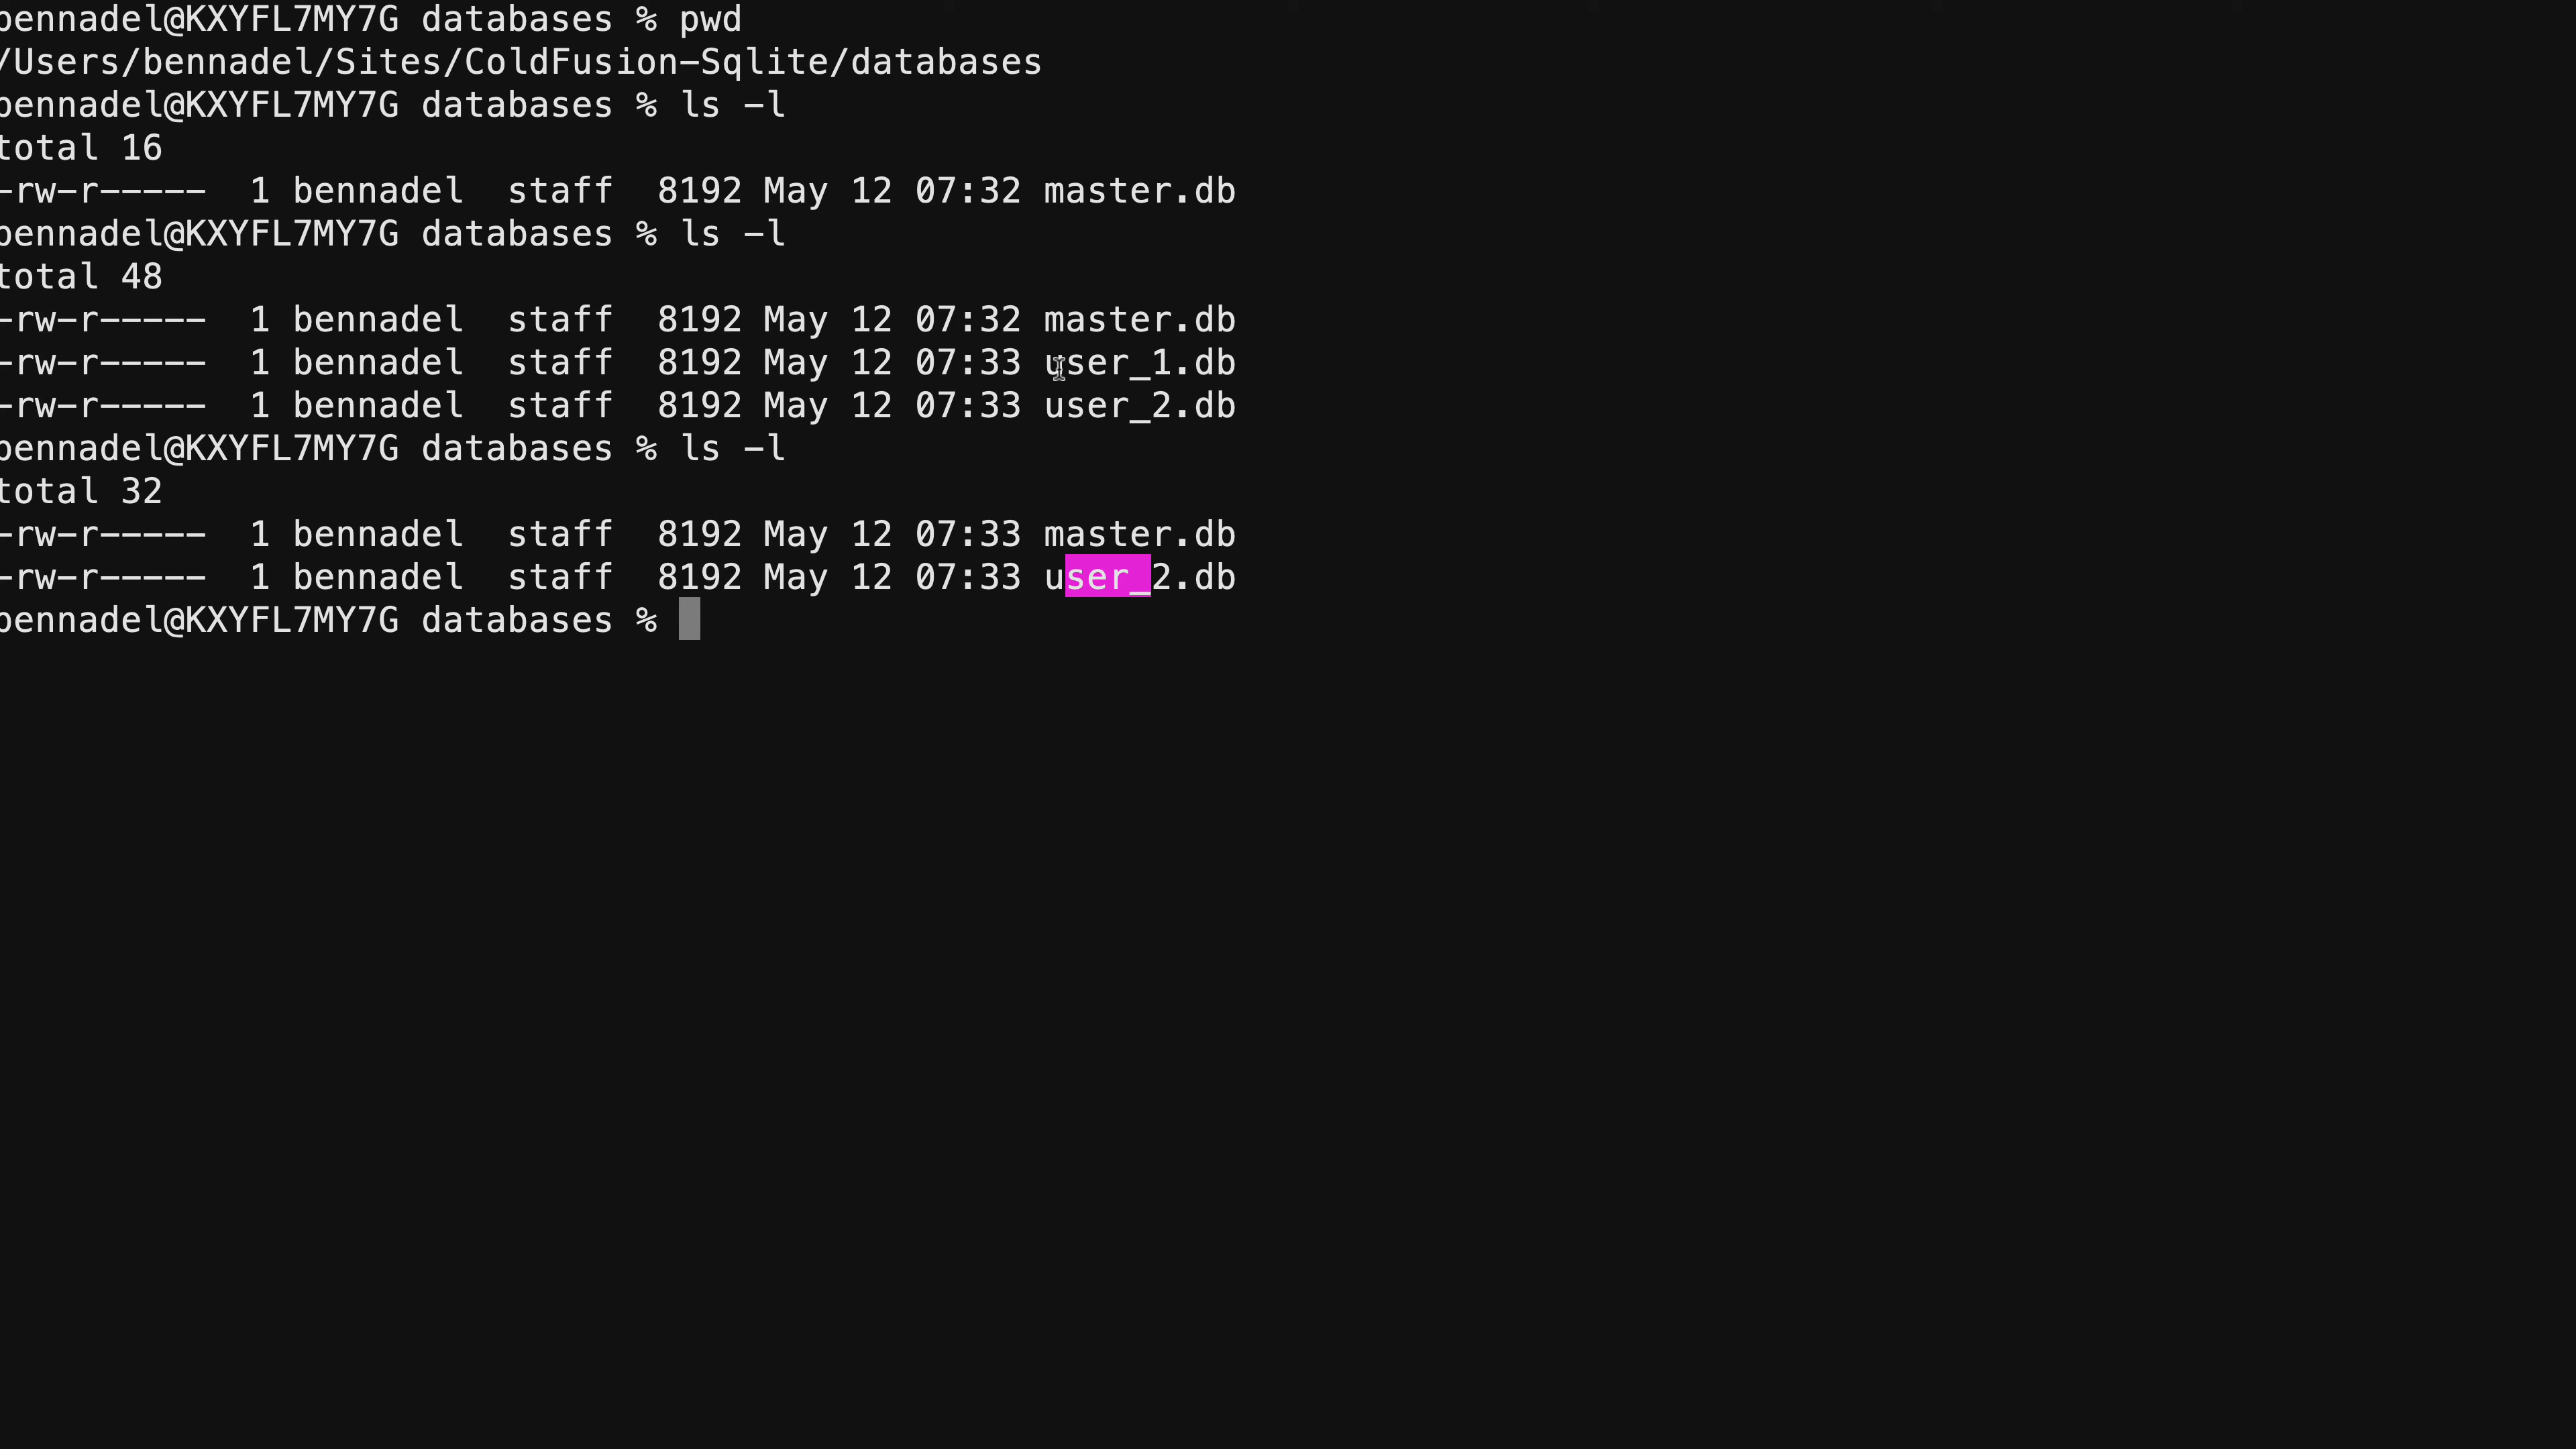 bennadel@KXYFL7MY7G databases % pwd
/Users/bennadel/Sites/ColdFusion-Sqlite/databases
bennadel@KXYFL7MY7G databases % ls -l
total 16
-rw-r-----  1 bennadel  staff  8192 May 12 07:32 master.db
bennadel@KXYFL7MY7G databases % ls -l
total 48
-rw-r-----  1 bennadel  staff  8192 May 12 07:32 master.db
-rw-r-----  1 bennadel  staff  8192 May 12 07:33 user_1.db
-rw-r-----  1 bennadel  staff  8192 May 12 07:33 user_2.db
bennadel@KXYFL7MY7G databases % ls -l
total 32
-rw-r-----  1 bennadel  staff  8192 May 12 07:33 master.db
-rw-r-----  1 bennadel  staff  8192 May 12 07:33 user_2.db
bennadel@KXYFL7MY7G databases %